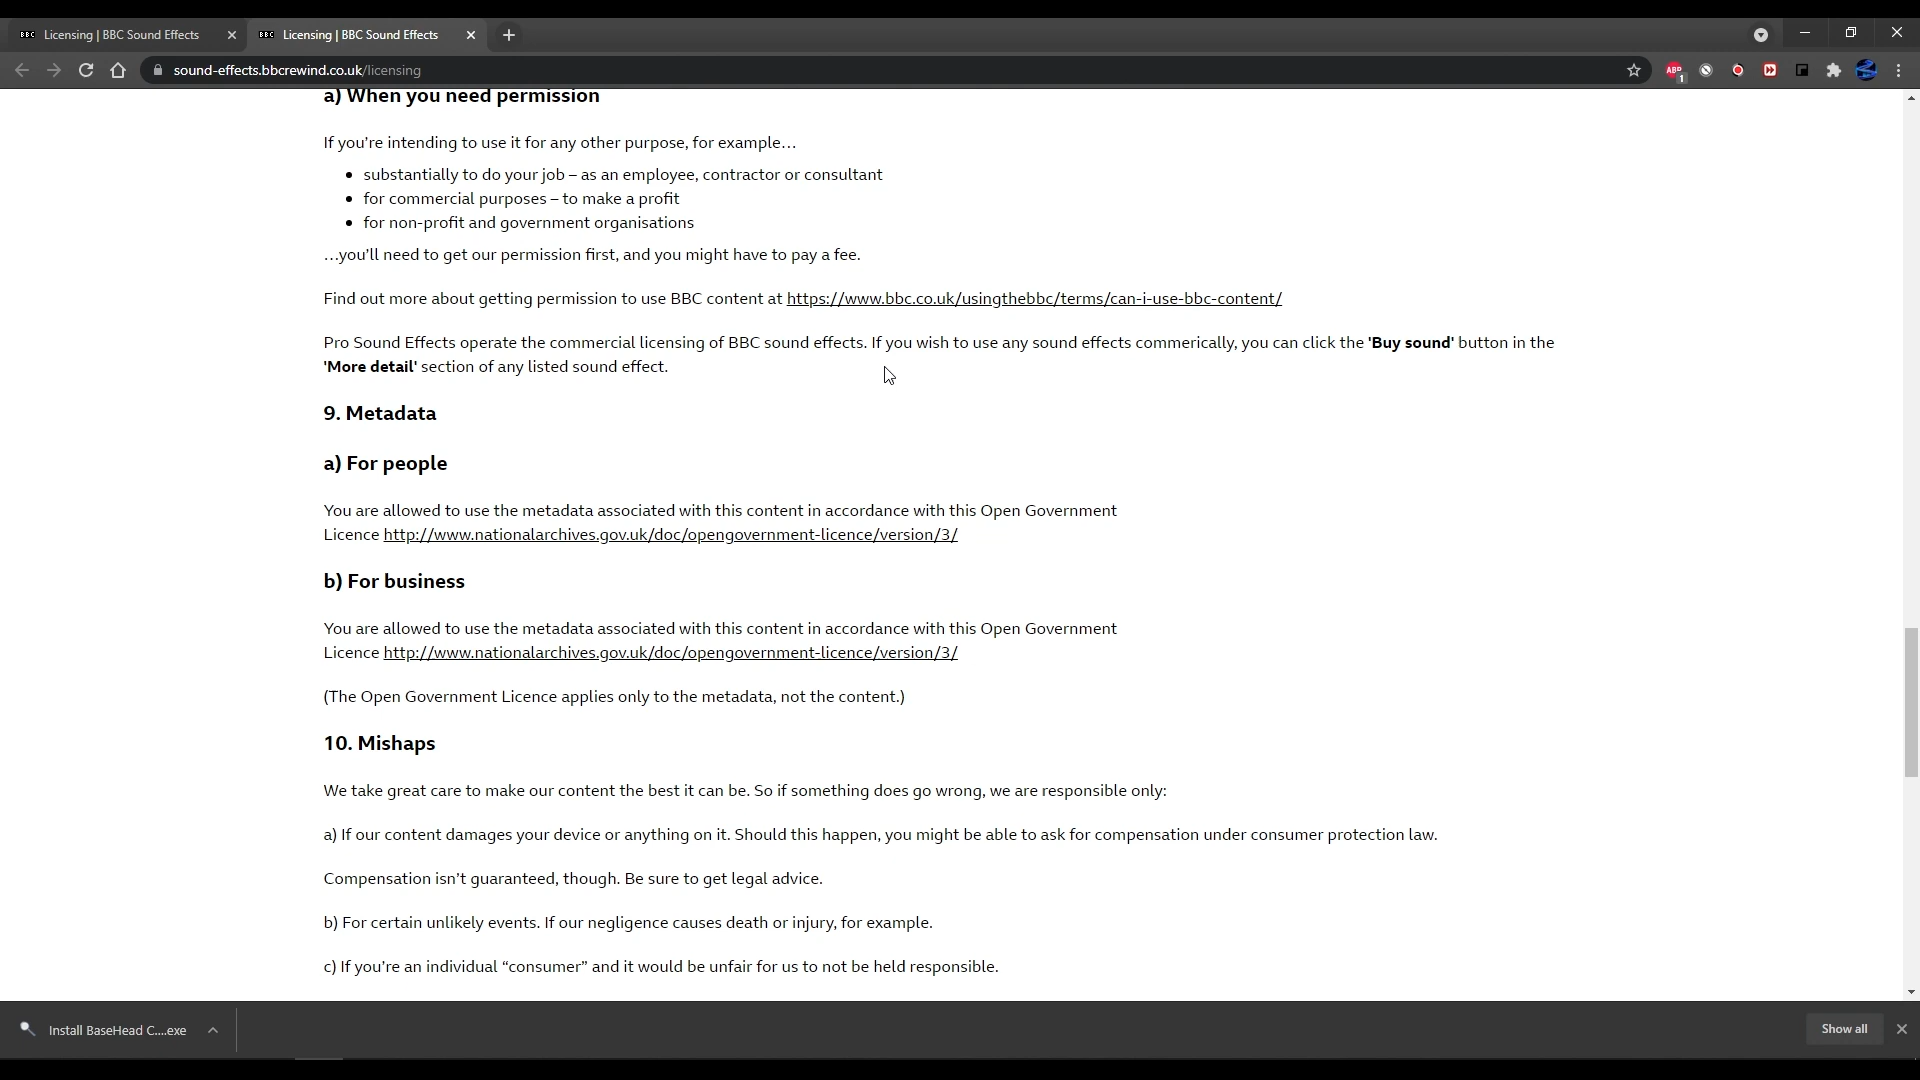 BBC Licensing | BBC Sound Effects
BBC Licensing | BBC Sound Effects
sound-effects.bbcrewind.co.uk/licensing
ABP
1
a) When you need permission
If you’re intending to use it for any other purpose, for example…
• substantially to do your job – as an employee, contractor or consultant
• for commercial purposes – to make a profit
• for non-profit and government organisations
…you’ll need to get our permission first, and you might have to pay a fee.
Find out more about getting permission to use BBC content at https://www.bbc.co.uk/usingthebbc/terms/can-i-use-bbc-content/
Pro Sound Effects operate the commercial licensing of BBC sound effects. If you wish to use any sound effects commerically, you can click the 'Buy sound' button in the
'More detail' section of any listed sound effect.
9. Metadata
a) For people
You are allowed to use the metadata associated with this content in accordance with this Open Government
Licence http://www.nationalarchives.gov.uk/doc/opengovernment-licence/version/3/
b) For business
You are allowed to use the metadata associated with this content in accordance with this Open Government
Licence http://www.nationalarchives.gov.uk/doc/opengovernment-licence/version/3/
(The Open Government Licence applies only to the metadata, not the content.)
10. Mishaps
We take great care to make our content the best it can be. So if something does go wrong, we are responsible only:
a) If our content damages your device or anything on it. Should this happen, you might be able to ask for compensation under consumer protection law.
Compensation isn’t guaranteed, though. Be sure to get legal advice.
b) For certain unlikely events. If our negligence causes death or injury, for example.
c) If you’re an individual “consumer” and it would be unfair for us to not be held responsible.
Install BaseHead C....exe
Show all